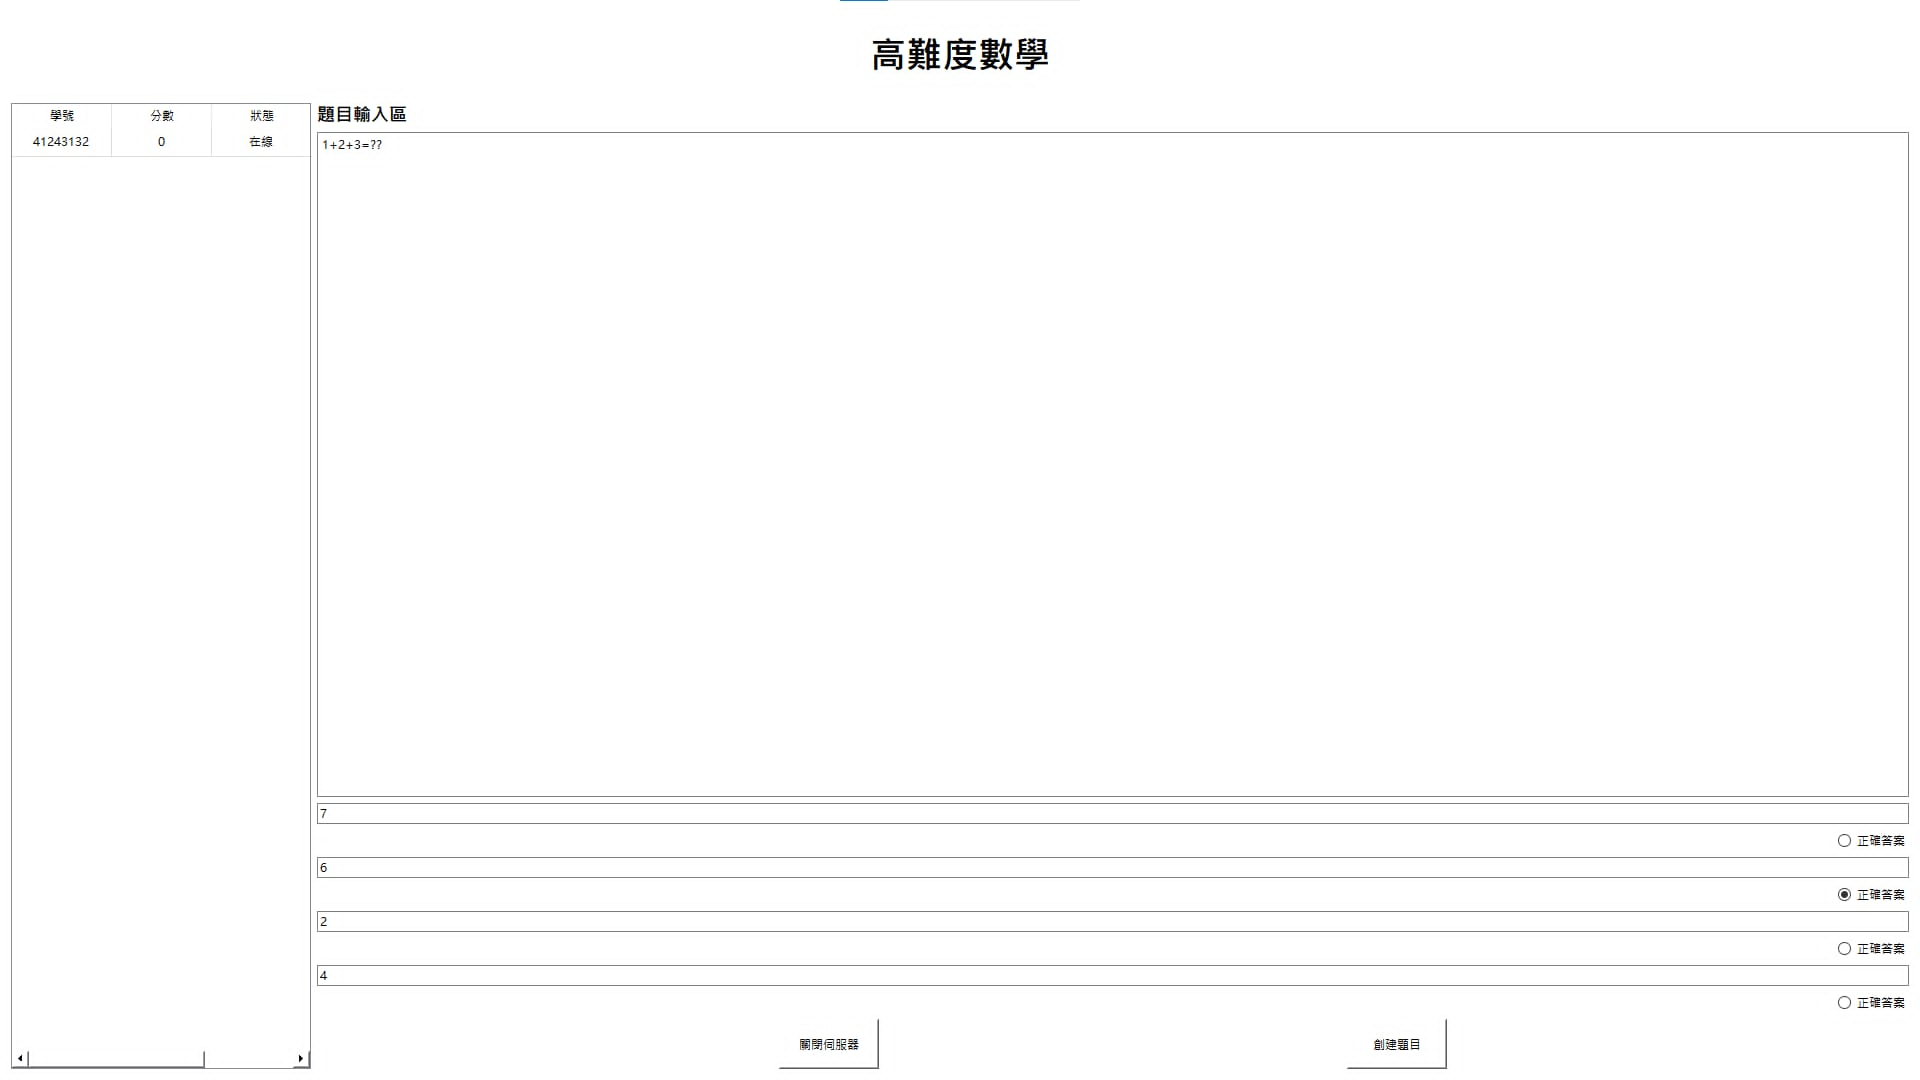 高難度數學
學號 分數 狀態
41243132 0 在線
題目輸入區
1+2+3=??
7
正確答案
6
正確答案
2
正確答案
4
正確答案
關閉伺服器 創建題目